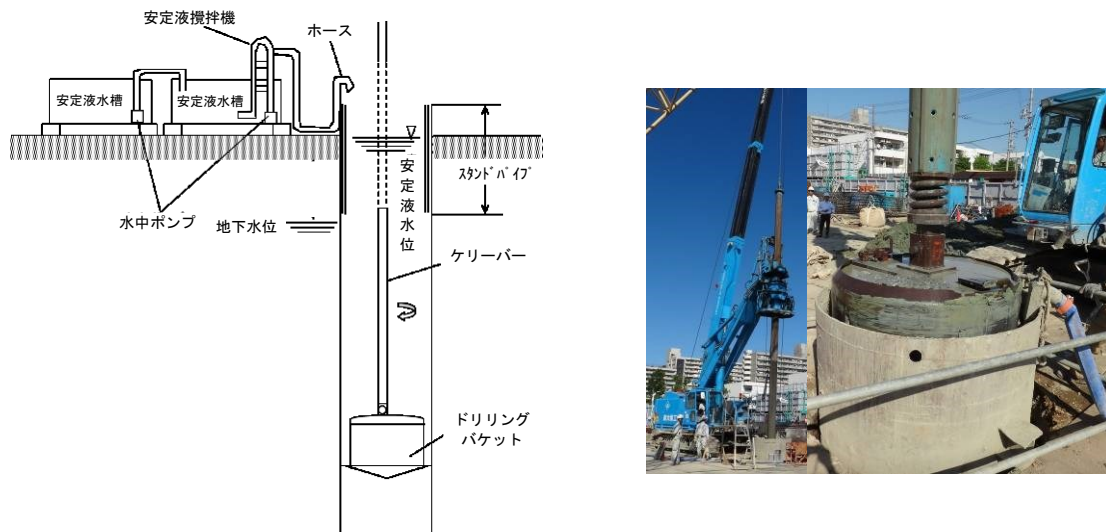 安定液攪拌機
ホース
安定液水槽
安定液水槽
水中ポンプ
地下水位
安定液水位
スタンドパイプ
ケリーバー
ドリリング
バケット